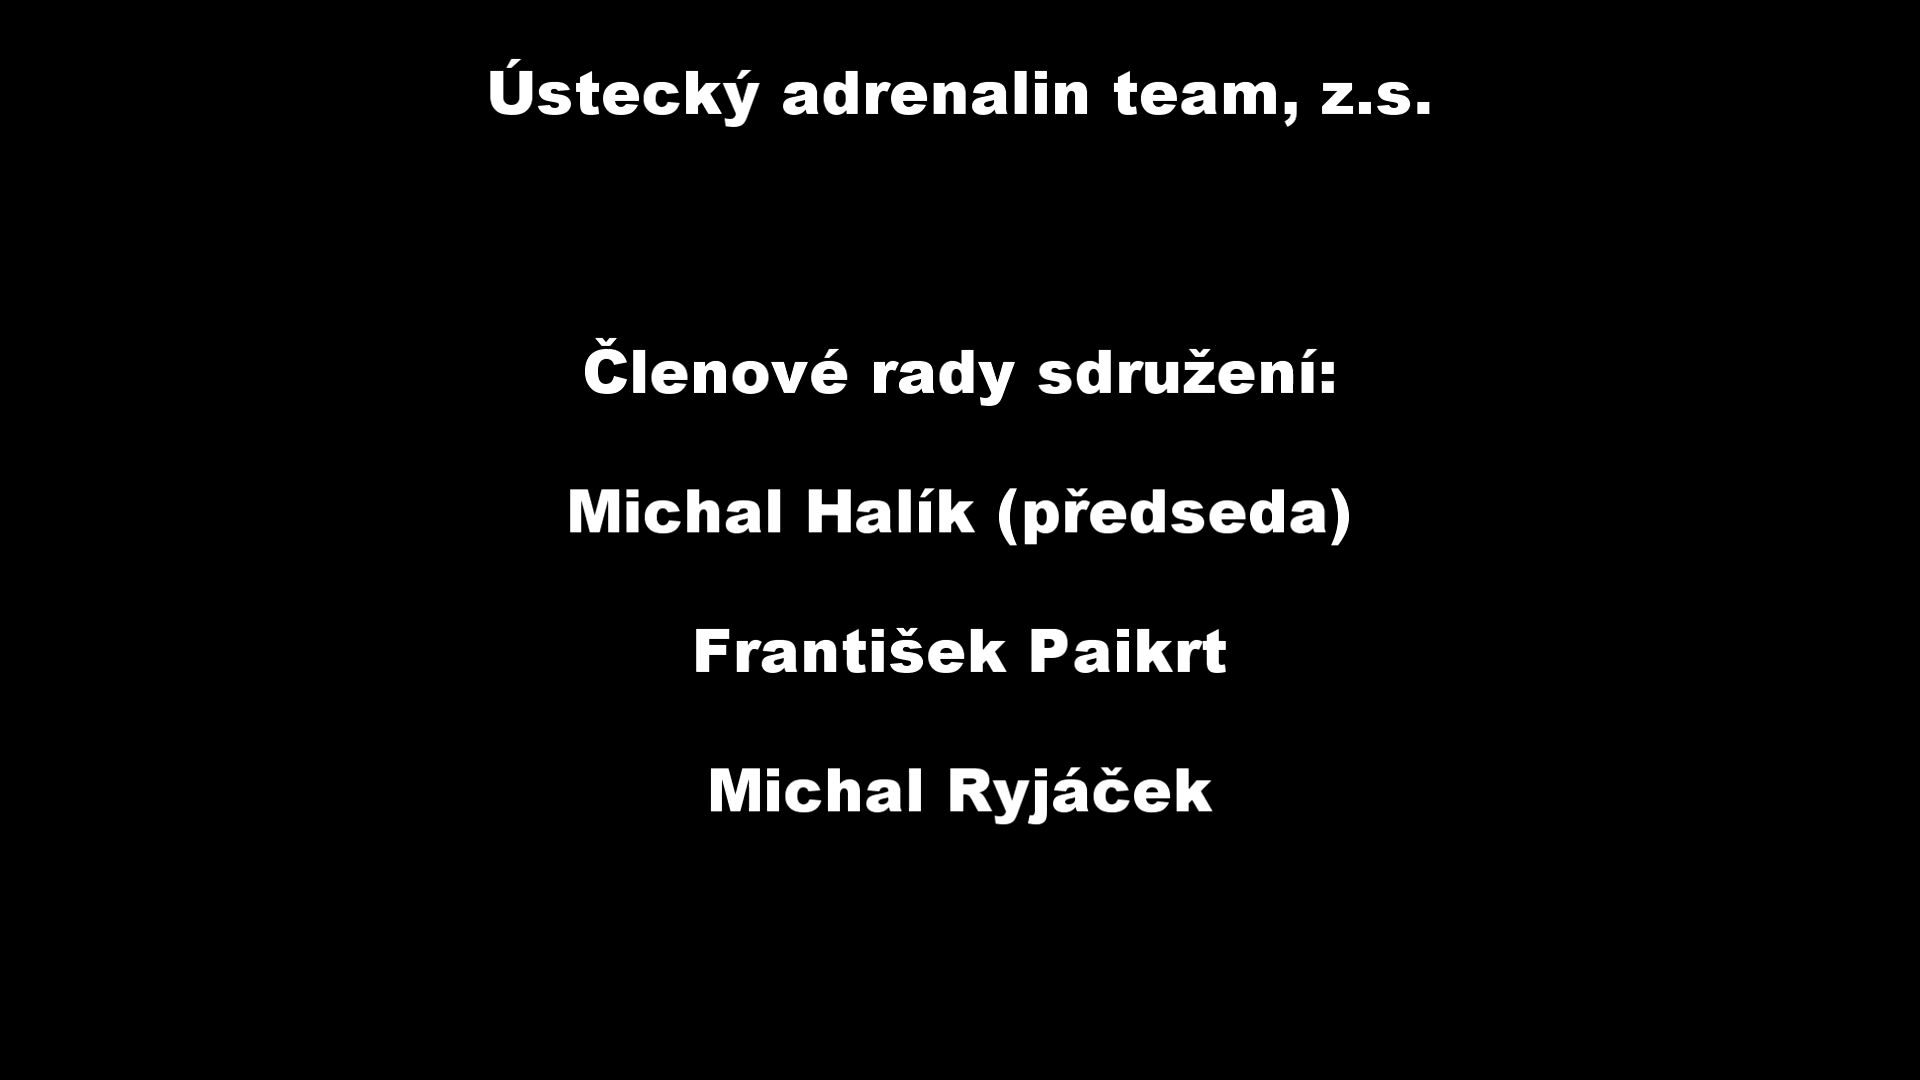 Ústecký adrenalin team, z.s.
Členové rady sdružení:
Michal Halík (předseda)
František Paikrt
Michal Ryjáček